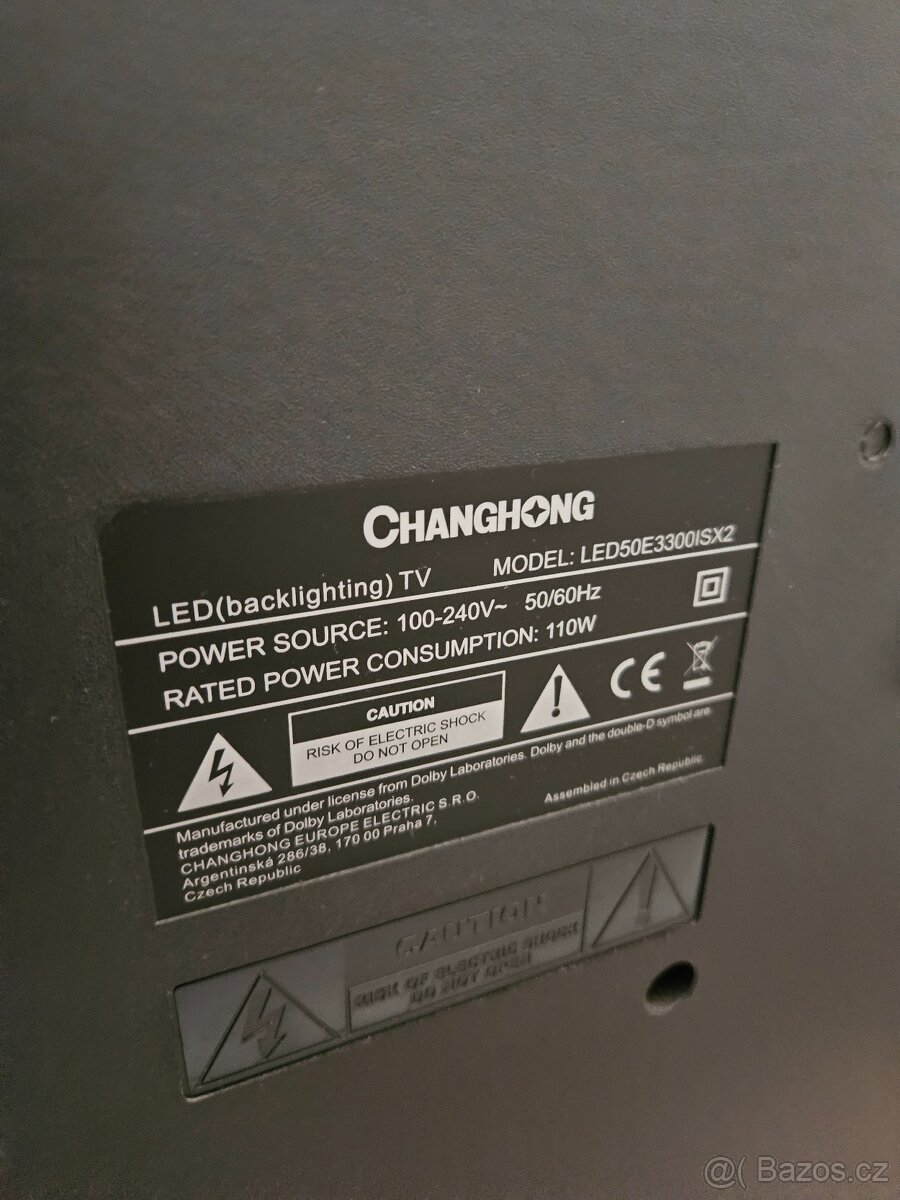 CHANGHONG
LED(backlighting) TV MODEL: LED50E3300ISX2
POWER SOURCE: 100-240V~ 50/60Hz
RATED POWER CONSUMPTION: 110W
CAUTION
RISK OF ELECTRIC SHOCK
DO NOT OPEN
CE
Manufactured under license from Dolby Laboratories. Dolby and the double-D symbol are
trademarks of Dolby Laboratories.
CHANGHONG EUROPE ELECTRIC S.R.O.
Argentinská 286/38, 170 00 Praha 7,
Czech Republic
Assembled in Czech Republic
CAUTION
RISK OF ELECTRIC SHOCK
DO NOT OPEN
@( Bazos.cz